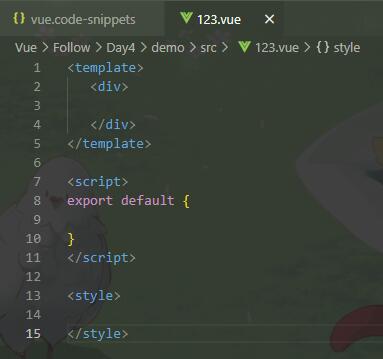 {} vue.code-snippets 123.vue ×
Vue > Follow > Day4 > demo > src > 123.vue > {} style
1 <template>
2 <div>
3
4 </div>
5 </template>
6
7 <script>
8 export default {
9
10 }
11 </script>
12
13 <style>
14
15 </style>